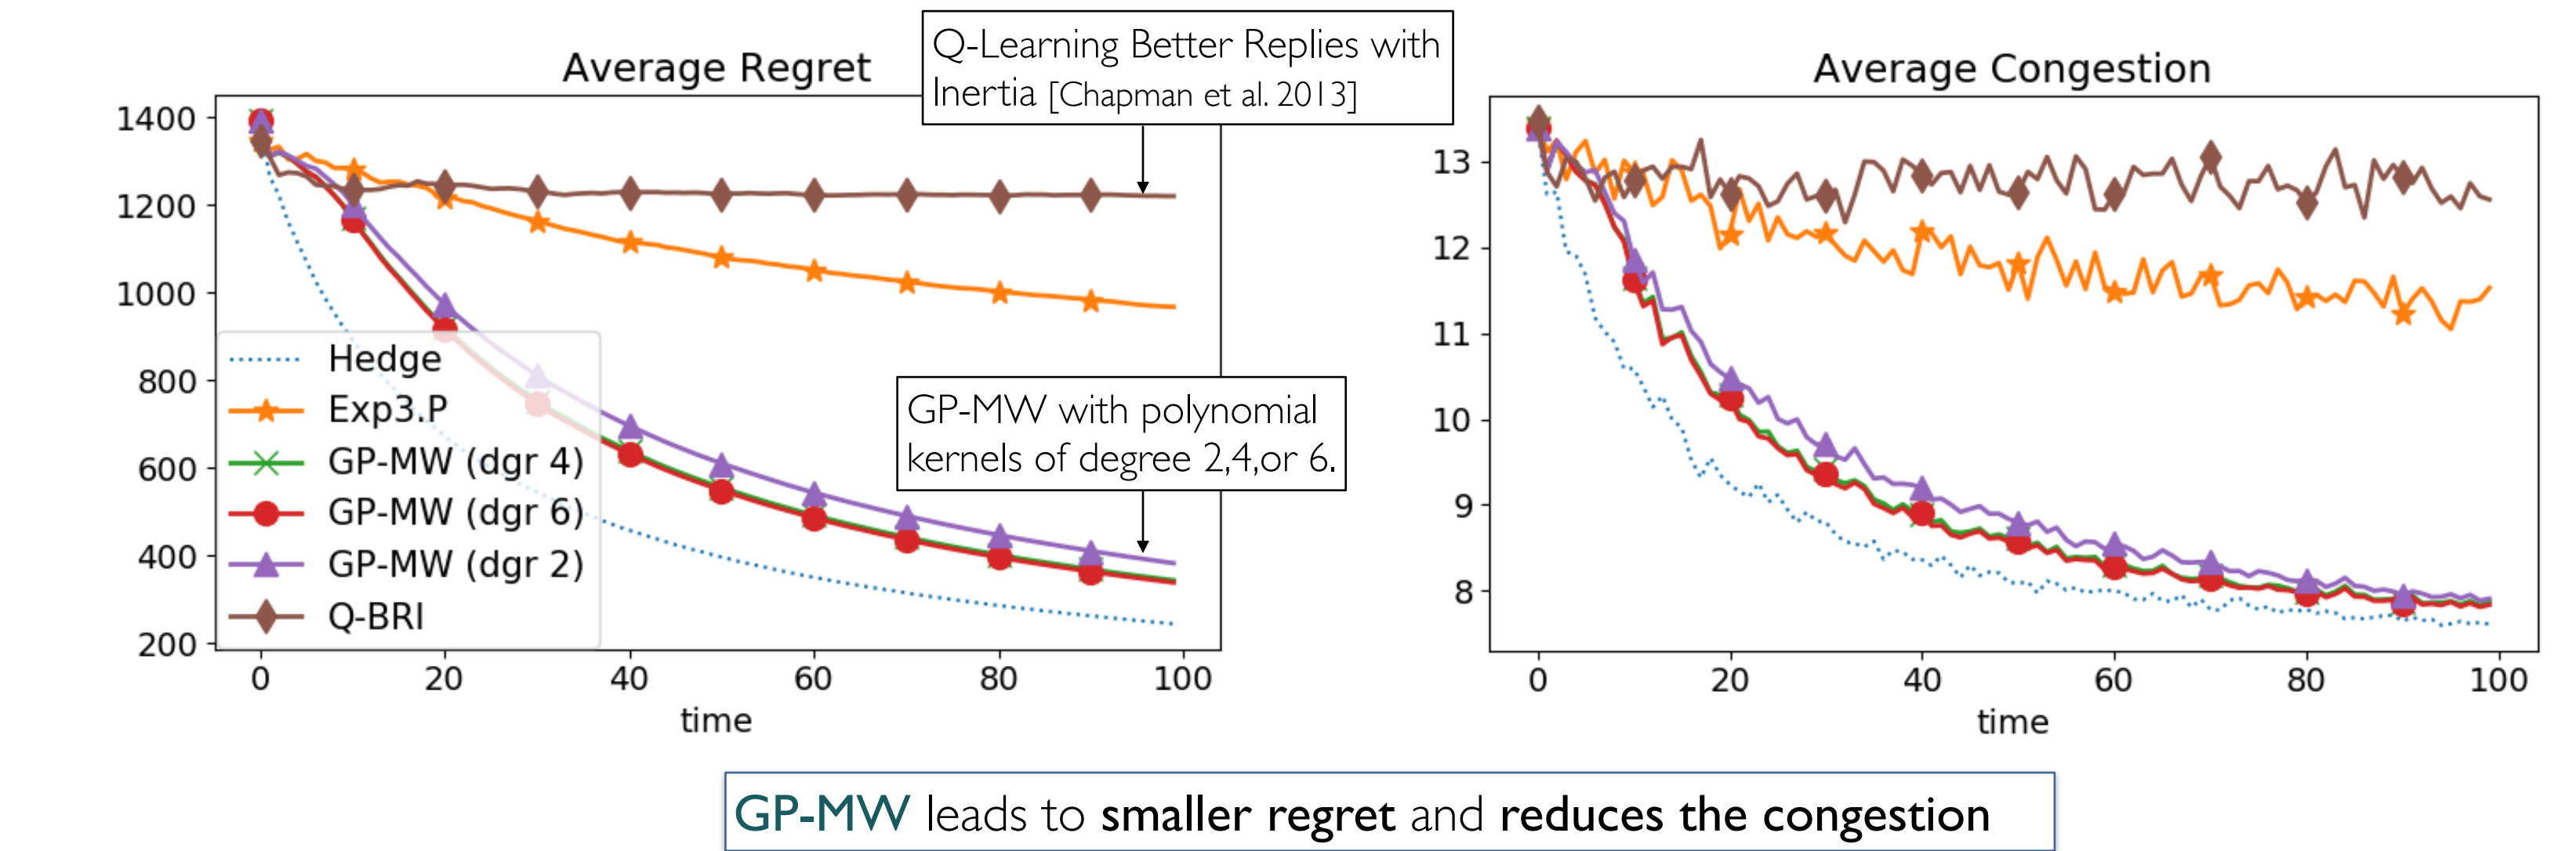 Q-Learning Better Replies with
Inertia [Chapman et al. 2013]
Average Regret
1400
1200
1000
800
600
400
200
Hedge
Exp3.P
GP-MW (dgr 4)
GP-MW (dgr 6)
GP-MW (dgr 2)
Q-BRI
0 20 40 60 80 100
time
GP-MW with polynomial
kernels of degree 2,4,or 6.
Average Congestion
13
12
11
10
9
8
0 20 40 60 80 100
time
GP-MW leads to smaller regret and reduces the congestion